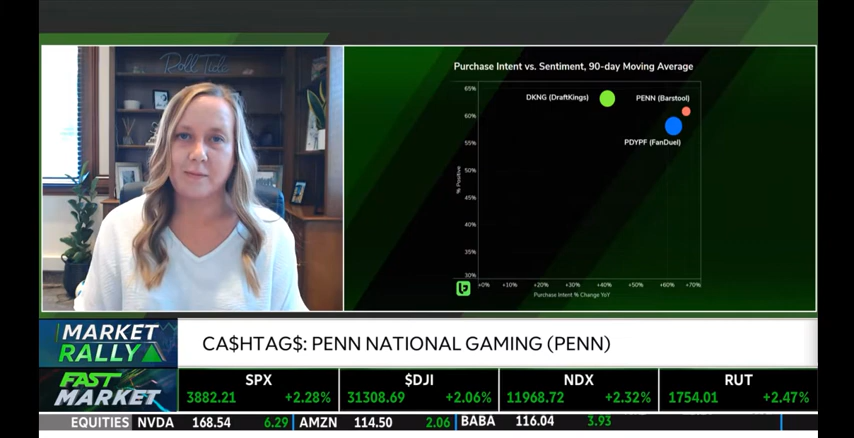 Roll Tide
Purchase Intent vs. Sentiment, 90-day Moving Average
65%
60%
55%
50%
45%
40%
35%
30%
% Positive
DKNG (DraftKings)
PENN (Barstool)
PDYPF (FanDuel)
+0%
+10%
+20%
+30%
+40%
+50%
+60%
+70%
Purchase Intent % Change YoY
MARKET
RALLY
CA$HTAG$: PENN NATIONAL GAMING (PENN)
FAST
MARKET
SPX
3882.21 +2.28%
$DJI
31308.69 +2.06%
NDX
11968.72 +2.32%
RUT
1754.01 +2.47%
EQUITIES NVDA 168.54 6.29 AMZN 114.50 2.06 BABA 116.04 3.93